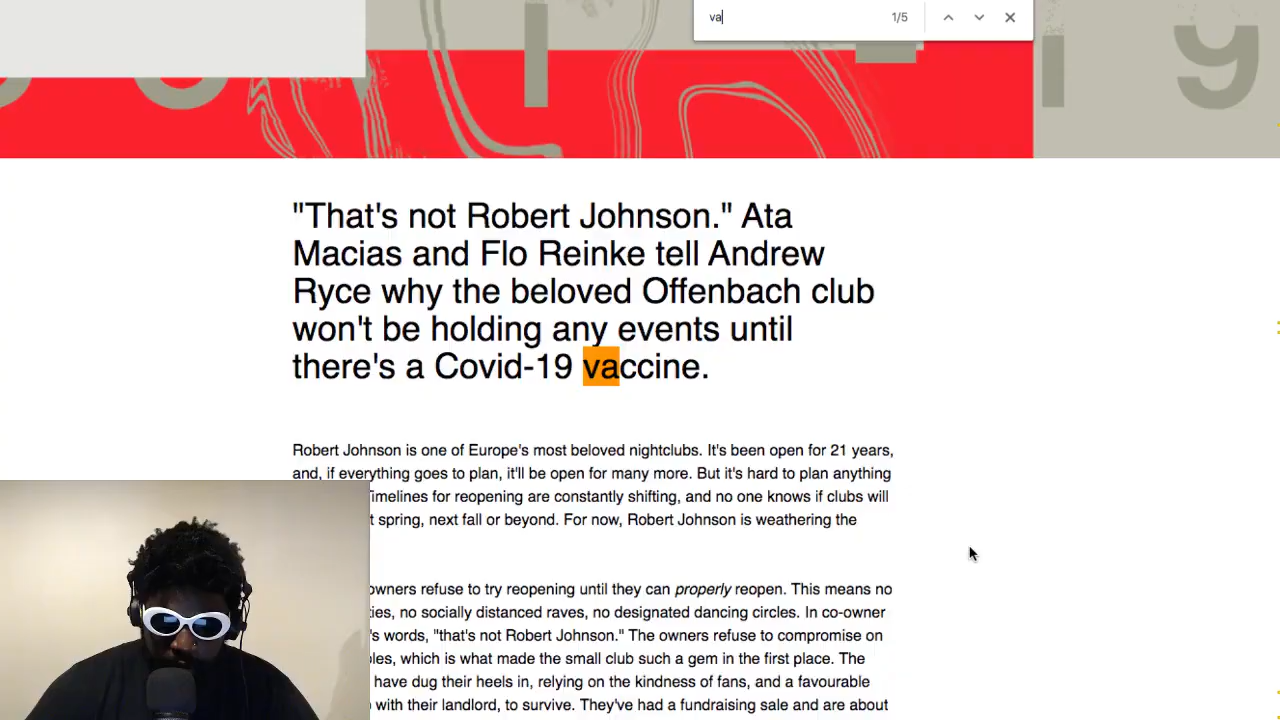 va
1/5
"That's not Robert Johnson." Ata
Macias and Flo Reinke tell Andrew
Ryce why the beloved Offenbach club
won't be holding any events until
there's a Covid-19 vaccine.
Robert Johnson is one of Europe's most beloved nightclubs. It's been open for 21 years,
and, if everything goes to plan, it'll be open for many more. But it's hard to plan anything
Timelines for reopening are constantly shifting, and no one knows if clubs will
spring, next fall or beyond. For now, Robert Johnson is weathering the
owners refuse to try reopening until they can properly reopen. This means no
no socially distanced raves, no designated dancing circles. In co-owner
words, "that's not Robert Johnson." The owners refuse to compromise on
which is what made the small club such a gem in the first place. The
have dug their heels in, relying on the kindness of fans, and a favourable
with their landlord, to survive. They've had a fundraising sale and are about